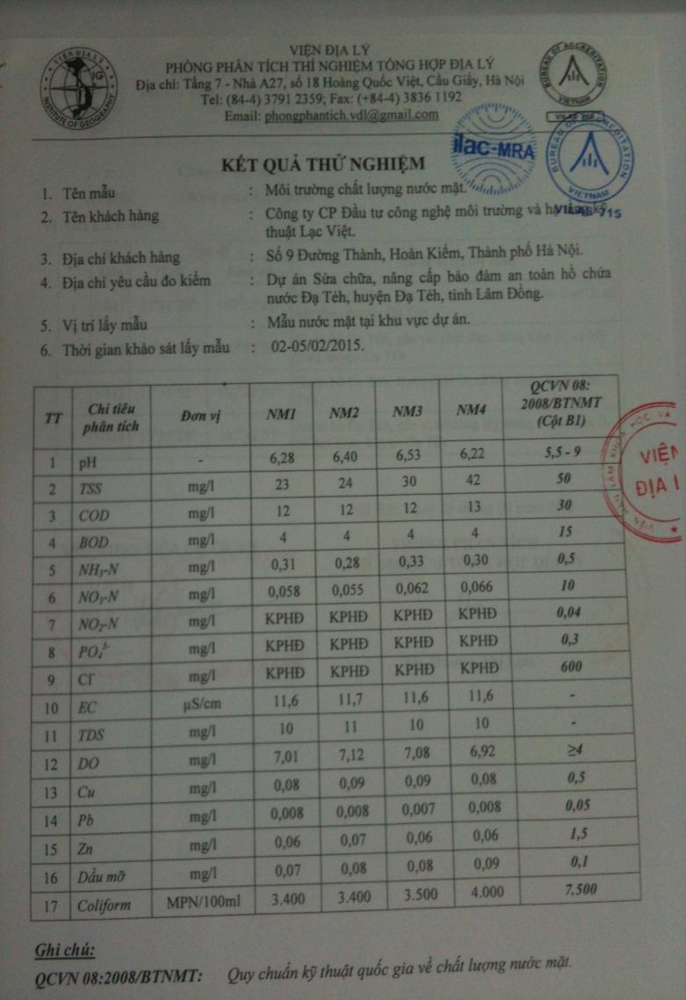 VIỆN ĐỊA LÝ
PHÒNG PHÂN TÍCH THÍ NGHIỆM TỔNG HỢP ĐỊA LÝ
Địa chỉ: Tầng 7 - Nhà A27, số 18 Hoàng Quốc Việt, Cầu Giấy, Hà Nội
Tel: (84-4) 3791 2359; Fax: (+84-4) 3836 1192
Email: phongphantich.vdl@gmail.com
VIỆN ĐỊA LÝ
INSTITUTE OF GEOGRAPHY
BUREAU OF ACCREDITATION
VIETNAM
ilac-MRA
BUREAU OF ACCREDITATION
VIETNAM
VILAS 715
KẾT QUẢ THỬ NGHIỆM
1. Tên mẫu : Môi trường chất lượng nước mặt.
2. Tên khách hàng : Công ty CP Đầu tư công nghệ môi trường và hạ tầng kỹ
thuật Lạc Việt.
3. Địa chỉ khách hàng : Số 9 Đường Thành, Hoàn Kiếm, Thành phố Hà Nội.
4. Địa chỉ yêu cầu đo kiểm : Dự án Sửa chữa, nâng cấp bảo đảm an toàn hồ chứa
nước Đạ Tẻh, huyện Đạ Tẻh, tỉnh Lâm Đồng.
5. Vị trí lấy mẫu : Mẫu nước mặt tại khu vực dự án.
6. Thời gian khảo sát lấy mẫu : 02-05/02/2015.
TT Chỉ tiêu phân tích Đơn vị NM1 NM2 NM3 NM4 QCVN 08: 2008/BTNMT (Cột B1)
1 pH - 6,28 6,40 6,53 6,22 5,5 - 9
2 TSS mg/l 23 24 30 42 50
3 COD mg/l 12 12 12 13 30
4 BOD mg/l 4 4 4 4 15
5 NH₃-N mg/l 0,31 0,28 0,33 0,30 0,5
6 NO₃-N mg/l 0,058 0,055 0,062 0,066 10
7 NO₂-N mg/l KPHĐ KPHĐ KPHĐ KPHĐ 0,04
8 PO₄³⁻ mg/l KPHĐ KPHĐ KPHĐ KPHĐ 0,3
9 Cl⁻ mg/l KPHĐ KPHĐ KPHĐ KPHĐ 600
10 EC µS/cm 11,6 11,7 11,6 11,6 -
11 TDS mg/l 10 11 10 10 -
12 DO mg/l 7,01 7,12 7,08 6,92 ≥4
13 Cu mg/l 0,08 0,09 0,09 0,08 0,5
14 Pb mg/l 0,008 0,008 0,007 0,008 0,05
15 Zn mg/l 0,06 0,07 0,06 0,06 1,5
16 Dầu mỡ mg/l 0,07 0,08 0,08 0,09 0,1
17 Coliform MPN/100ml 3.400 3.400 3.500 4.000 7.500
VIỆN
ĐỊA L
Ghi chú:
QCVN 08:2008/BTNMT: Quy chuẩn kỹ thuật quốc gia về chất lượng nước mặt.